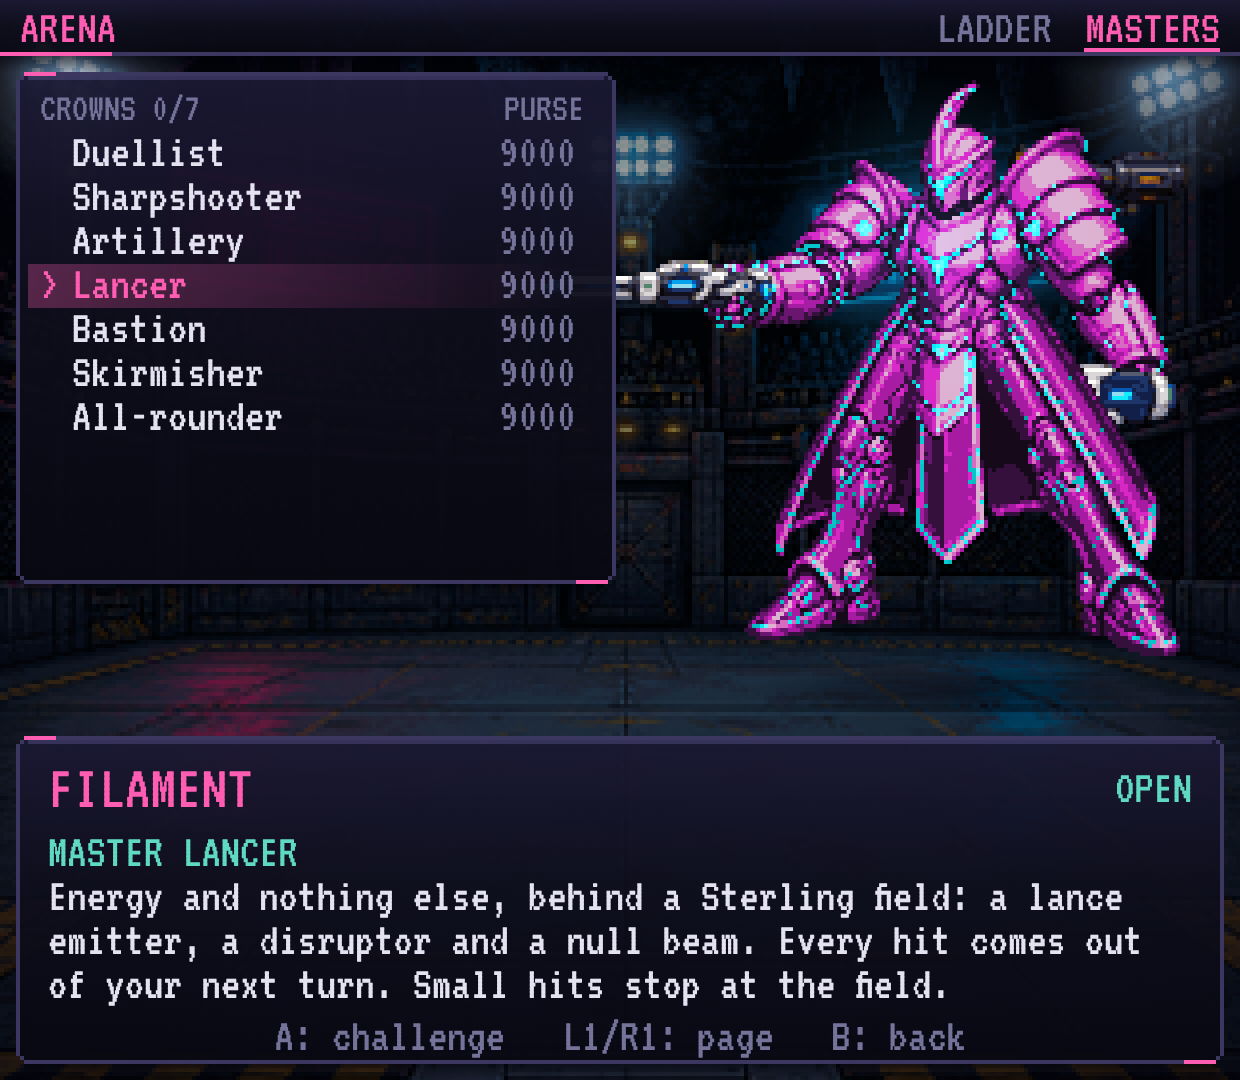 ARENA LADDER MASTERS
CROWNS 0/7 PURSE
Duellist 9000
Sharpshooter 9000
Artillery 9000
> Lancer 9000
Bastion 9000
Skirmisher 9000
All-rounder 9000
FILAMENT OPEN
MASTER LANCER
Energy and nothing else, behind a Sterling field: a lance
emitter, a disruptor and a null beam. Every hit comes out
of your next turn. Small hits stop at the field.
A: challenge L1/R1: page B: back